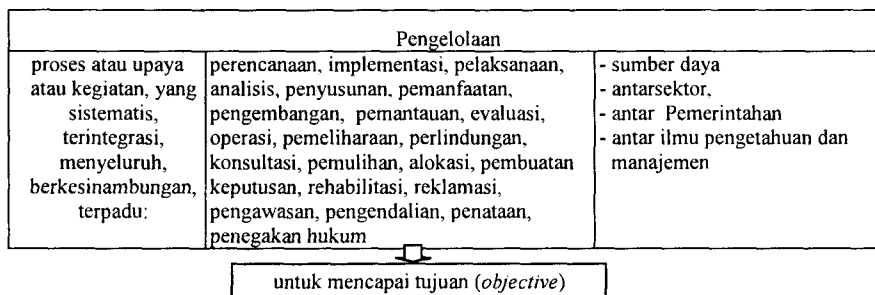 Pengelolaan
proses atau upaya
atau kegiatan, yang
sistematis,
terintegrasi,
menyeluruh,
berkesinambungan,
terpadu:
perencanaan, implementasi, pelaksanaan,
analisis, penyusunan, pemanfaatan,
pengembangan, pemantauan, evaluasi,
operasi, pemeliharaan, perlindungan,
konsultasi, pemulihan, alokasi, pembuatan
keputusan, rehabilitasi, reklamasi,
pengawasan, pengendalian, penataan,
penegakan hukum
- sumber daya
- antarsektor,
- antar Pemerintahan
- antar ilmu pengetahuan dan
manajemen
untuk mencapai tujuan (objective)